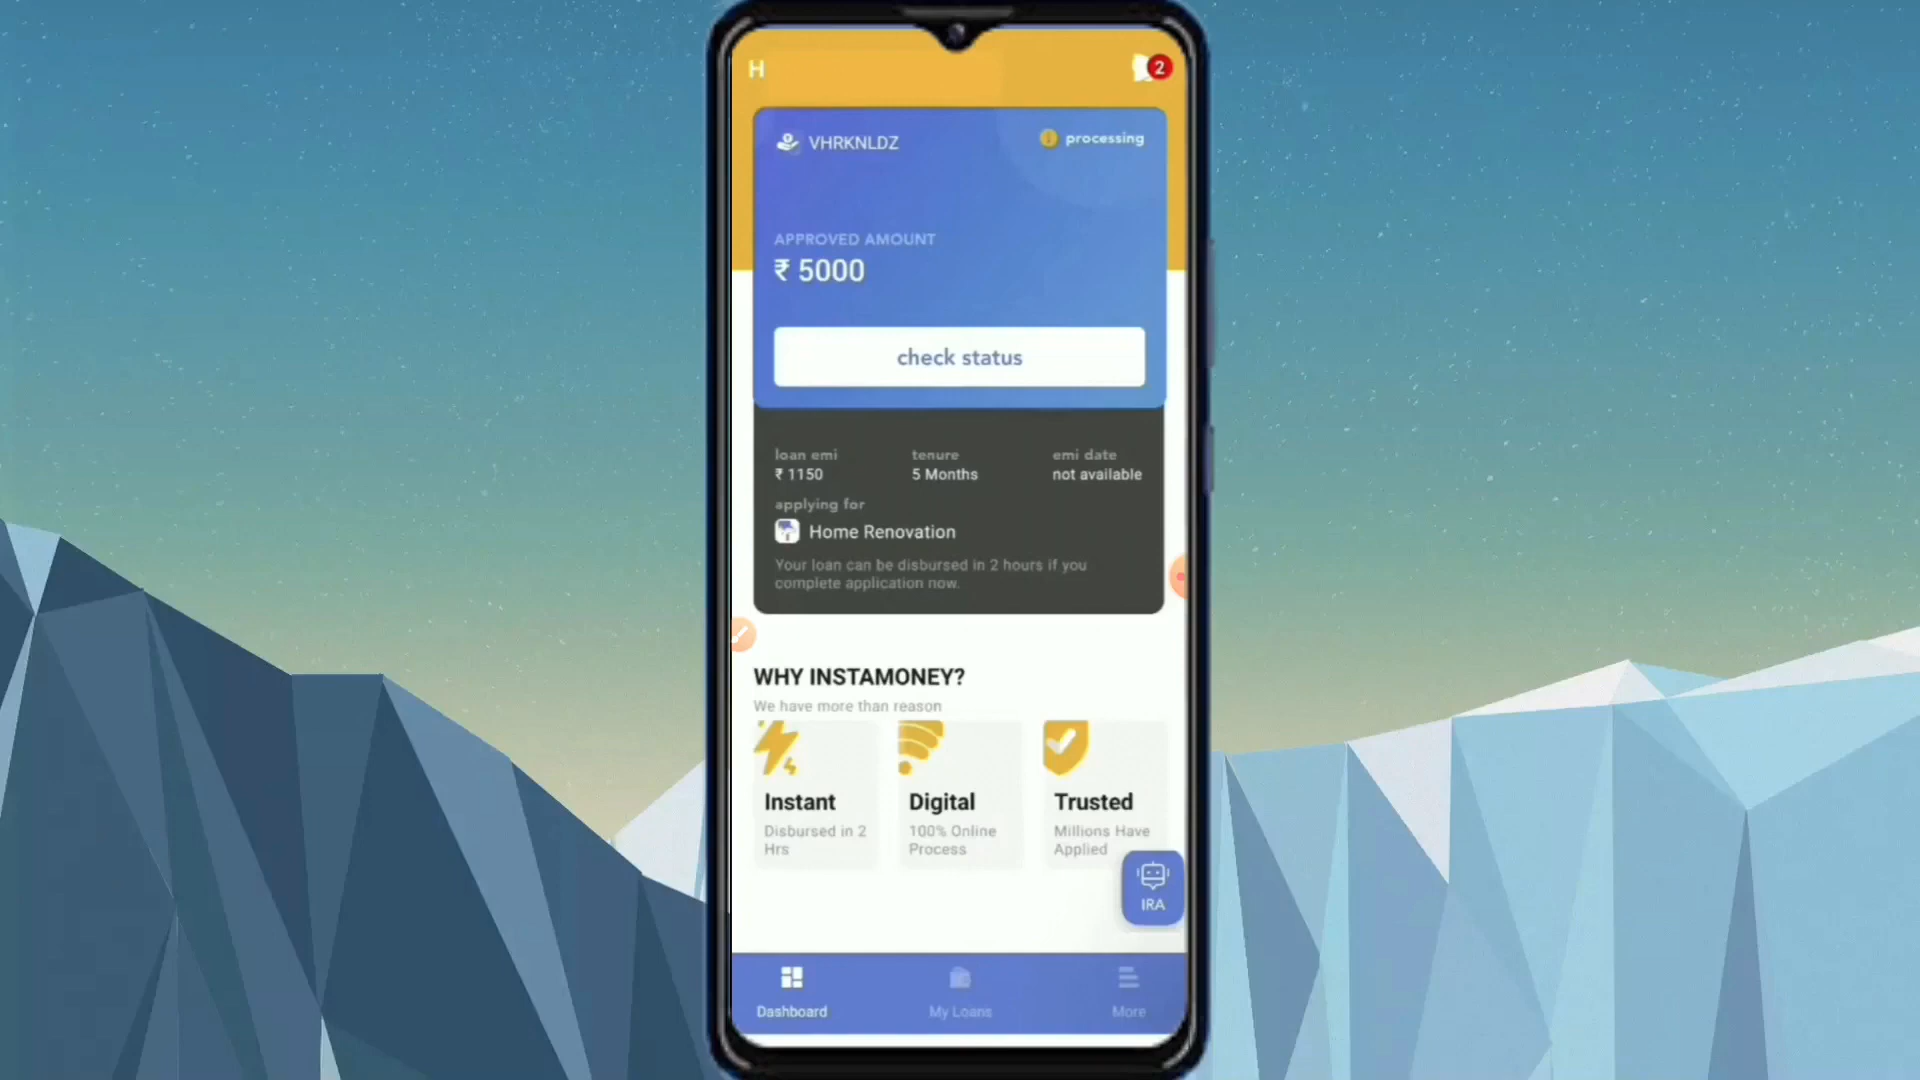 H
2
VHRKNLDZ
processing
APPROVED AMOUNT
₹ 5000
check status
loan emi tenure emi date
₹ 1150 5 Months not available
applying for
Home Renovation
Your loan can be disbursed in 2 hours if you
complete application now.
WHY INSTAMONEY?
We have more than reason
Instant
Disbursed in 2
Hrs
Digital
100% Online
Process
Trusted
Millions Have
Applied
IRA
Dashboard My Loans More